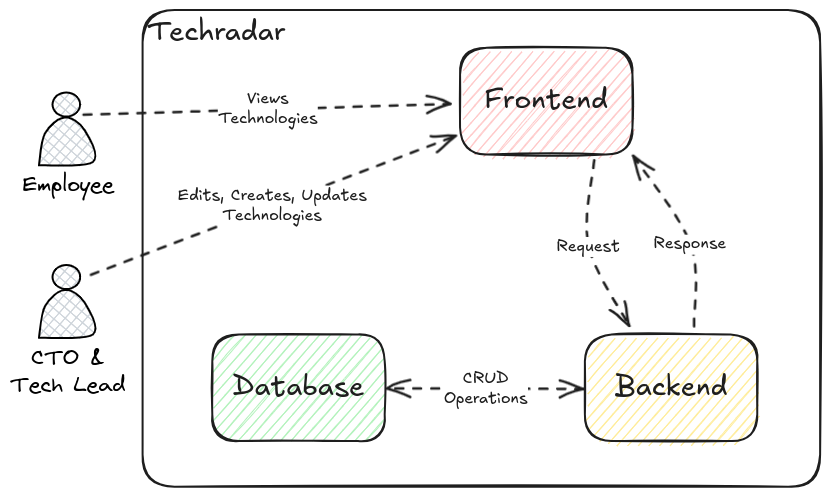 Techradar
Views
Technologies
Frontend
Employee
Edits, Creates, Updates
Technologies
Request
Response
CTO &
Tech Lead
Database
CRUD
Operations
Backend